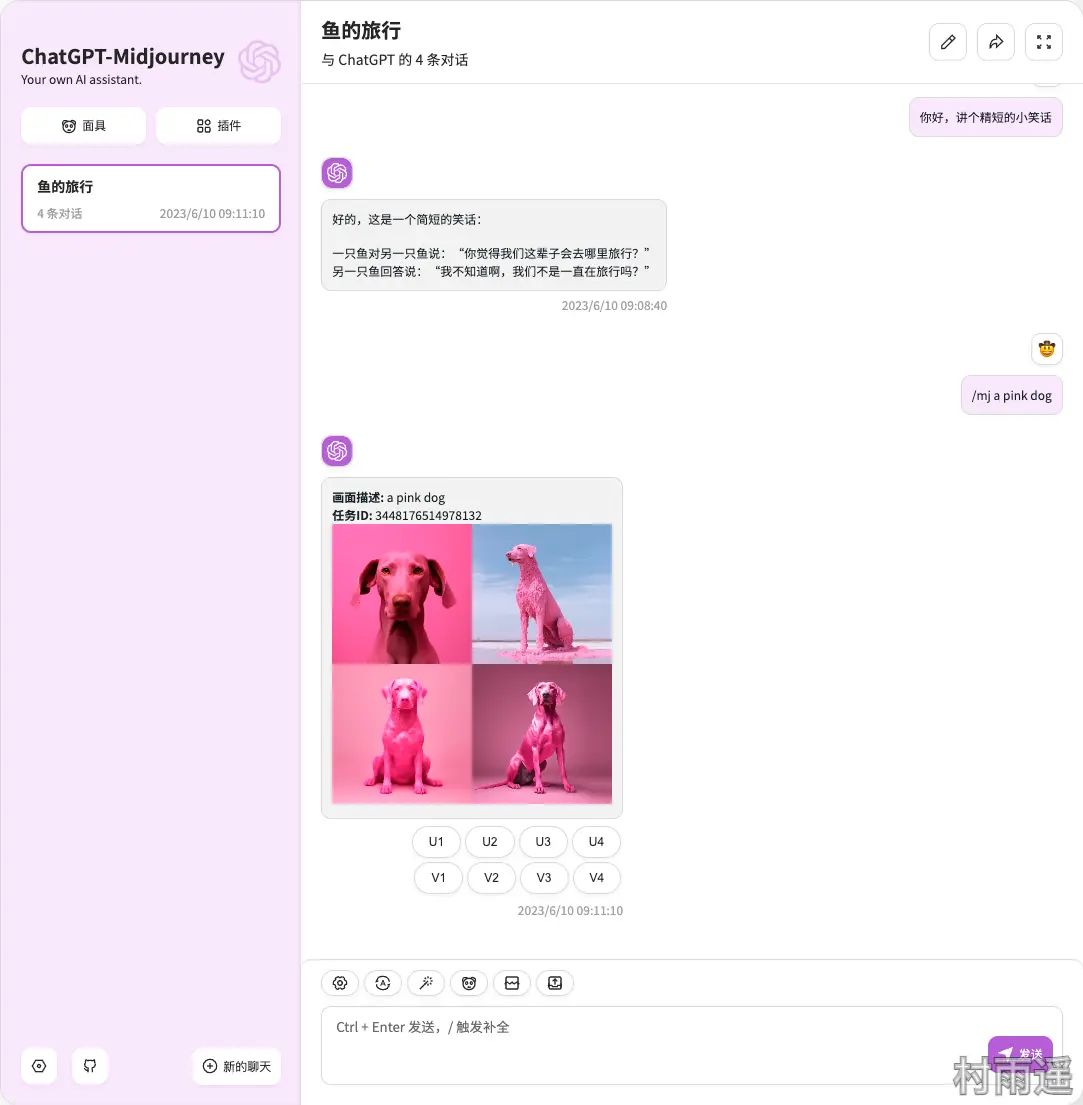 ChatGPT-Midjourney
Your own AI assistant.
面具
插件
鱼的旅行
4 条对话
2023/6/10 09:11:10
新的聊天
鱼的旅行
与 ChatGPT 的 4 条对话
你好，讲个精短的小笑话
好的，这是一个简短的笑话：
一只鱼对另一只鱼说：“你觉得我们这辈子会去哪里旅行？”
另一只鱼回答说：“我不知道啊，我们不是一直在旅行吗？”
2023/6/10 09:08:40
/mj a pink dog
画面描述: a pink dog
任务ID: 3448176514978132
U1
U2
U3
U4
V1
V2
V3
V4
2023/6/10 09:11:10
Ctrl + Enter 发送，/ 触发补全
发送
村雨遥